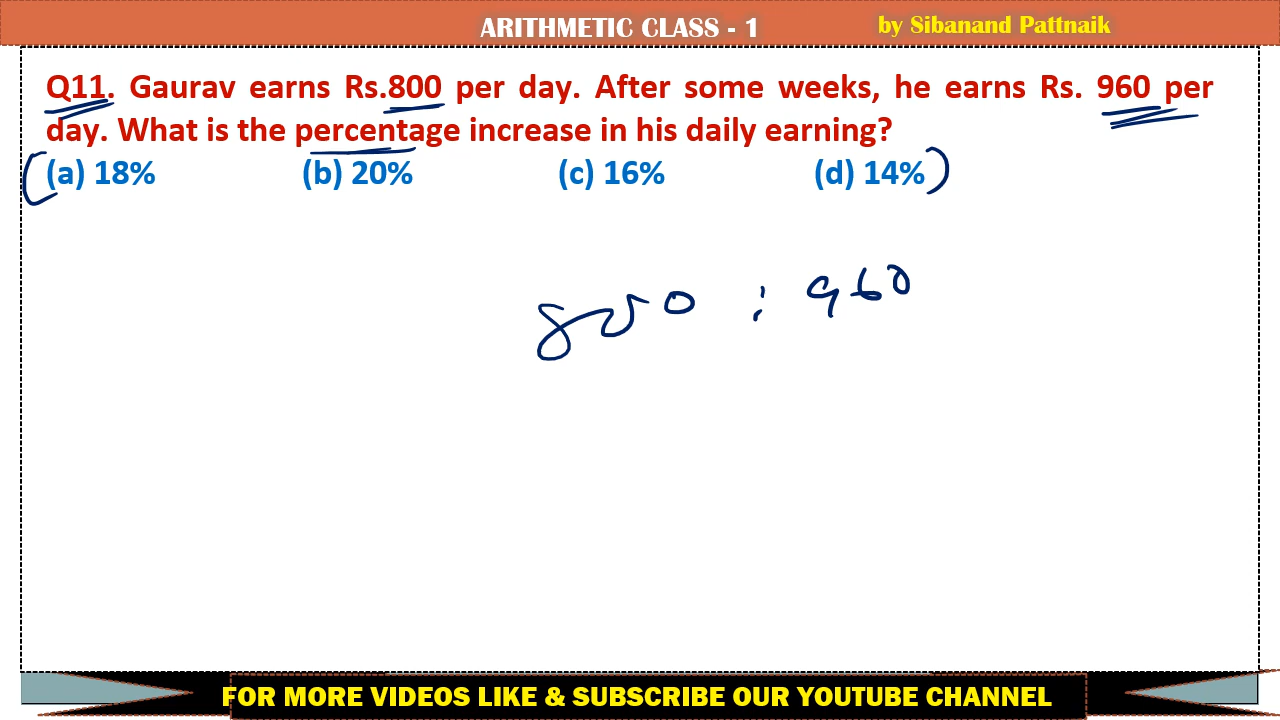 ARITHMETIC CLASS - 1
by Sibanand Pattnaik
Q11. Gaurav earns Rs.800 per day. After some weeks, he earns Rs. 960 per
day. What is the percentage increase in his daily earning?
(a) 18% (b) 20% (c) 16% (d) 14%
800 : 960
FOR MORE VIDEOS LIKE & SUBSCRIBE OUR YOUTUBE CHANNEL